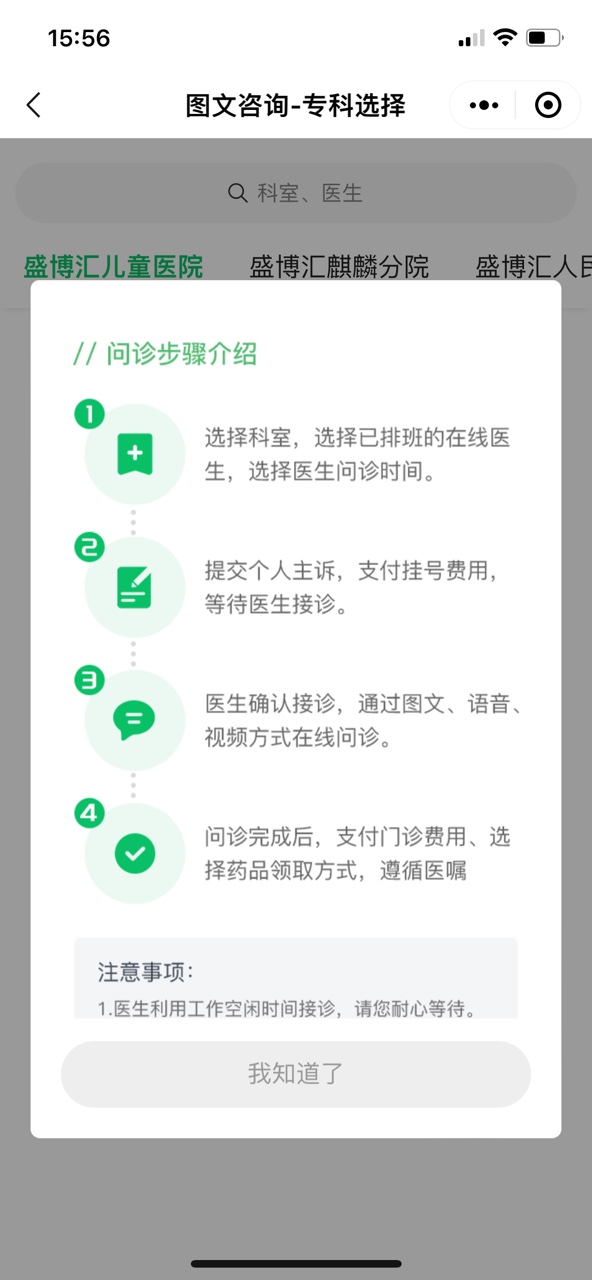 15:56
图文咨询-专科选择
科室、医生
盛博汇儿童医院 盛博汇麒麟分院 盛博汇人民
// 问诊步骤介绍
1
选择科室，选择已排班的在线医
生，选择医生问诊时间。
2
提交个人主诉，支付挂号费用，
等待医生接诊。
3
医生确认接诊，通过图文、语音、
视频方式在线问诊。
4
问诊完成后，支付门诊费用、选
择药品领取方式，遵循医嘱
注意事项：
1.医生利用工作空闲时间接诊，请您耐心等待。
我知道了